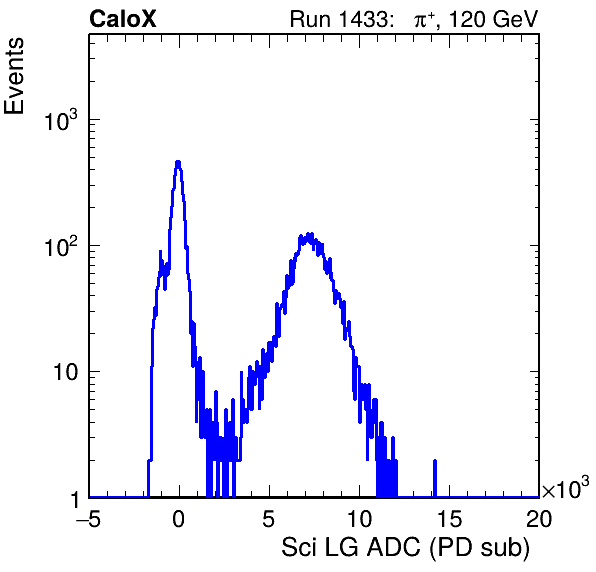 CaloX Run 1433: π⁺, 120 GeV
Events
10³
10²
10
1
−5 0 5 10 15 20 ×10³
Sci LG ADC (PD sub)